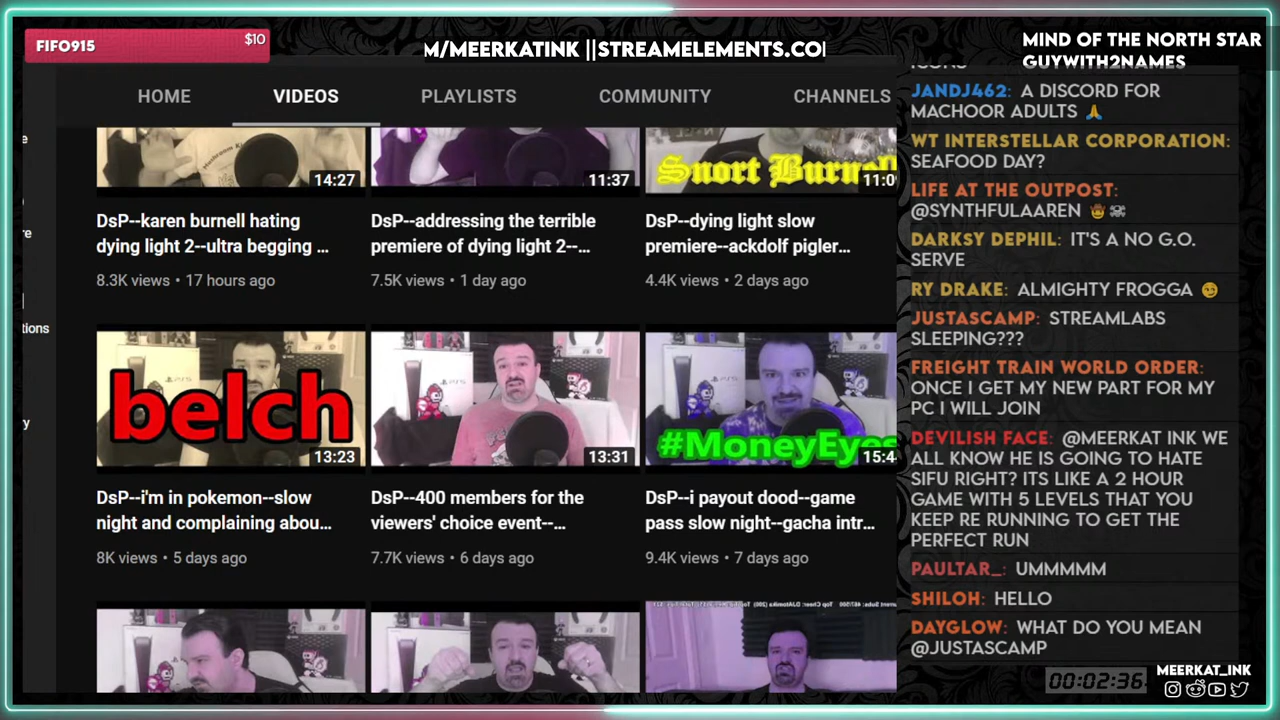 FIFO915
$10
M/MEERKATINK ||STREAMELEMENTS.CO
MIND OF THE NORTH STAR
GUYWITH2NAMES
HOME
VIDEOS
PLAYLISTS
COMMUNITY
CHANNELS
14:27
11:37
Snort Burnell
11:0
DsP--karen burnell hating
dying light 2--ultra begging ...
8.3K views • 17 hours ago
DsP--addressing the terrible
premiere of dying light 2--...
7.5K views • 1 day ago
DsP--dying light slow
premiere--ackdolf pigler...
4.4K views • 2 days ago
tions
belch
13:23
13:31
#MoneyEyes
15:4
DsP--i'm in pokemon--slow
night and complaining abou...
8K views • 5 days ago
DsP--400 members for the
viewers' choice event--...
7.7K views • 6 days ago
DsP--i payout dood--game
pass slow night--gacha intr...
9.4K views • 7 days ago
JANDJ462: A DISCORD FOR
MACHOOR ADULTS 🙏
WT INTERSTELLAR CORPORATION:
SEAFOOD DAY?
LIFE AT THE OUTPOST:
@SYNTHFULAAREN 🤠☠
DARKSY DEPHIL: IT'S A NO G.O.
SERVE
RY DRAKE: ALMIGHTY FROGGA 😏
JUSTASCAMP: STREAMLABS
SLEEPING???
FREIGHT TRAIN WORLD ORDER:
ONCE I GET MY NEW PART FOR MY
PC I WILL JOIN
DEVILISH FACE: @MEERKAT INK WE
ALL KNOW HE IS GOING TO HATE
SIFU RIGHT? ITS LIKE A 2 HOUR
GAME WITH 5 LEVELS THAT YOU
KEEP RE RUNNING TO GET THE
PERFECT RUN
PAULTAR_: UMMMMM
SHILOH: HELLO
DAYGLOW: WHAT DO YOU MEAN
@JUSTASCAMP
00:02:36
MEERKAT_INK